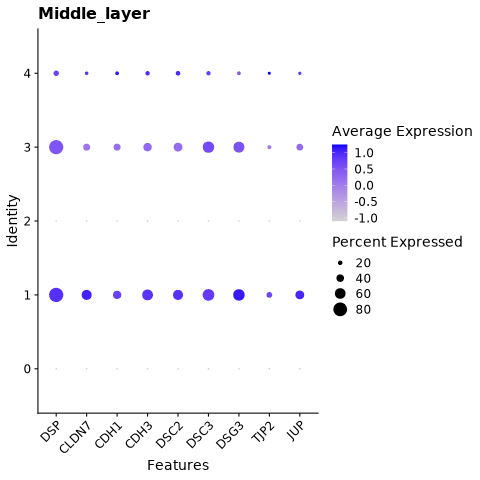 Middle_layer
Identity
4
3
2
1
0
DSP
CLDN7
CDH1
CDH3
DSC2
DSC3
DSG3
TJP2
JUP
Features
Average Expression
1.0
0.5
0.0
-0.5
-1.0
Percent Expressed
20
40
60
80